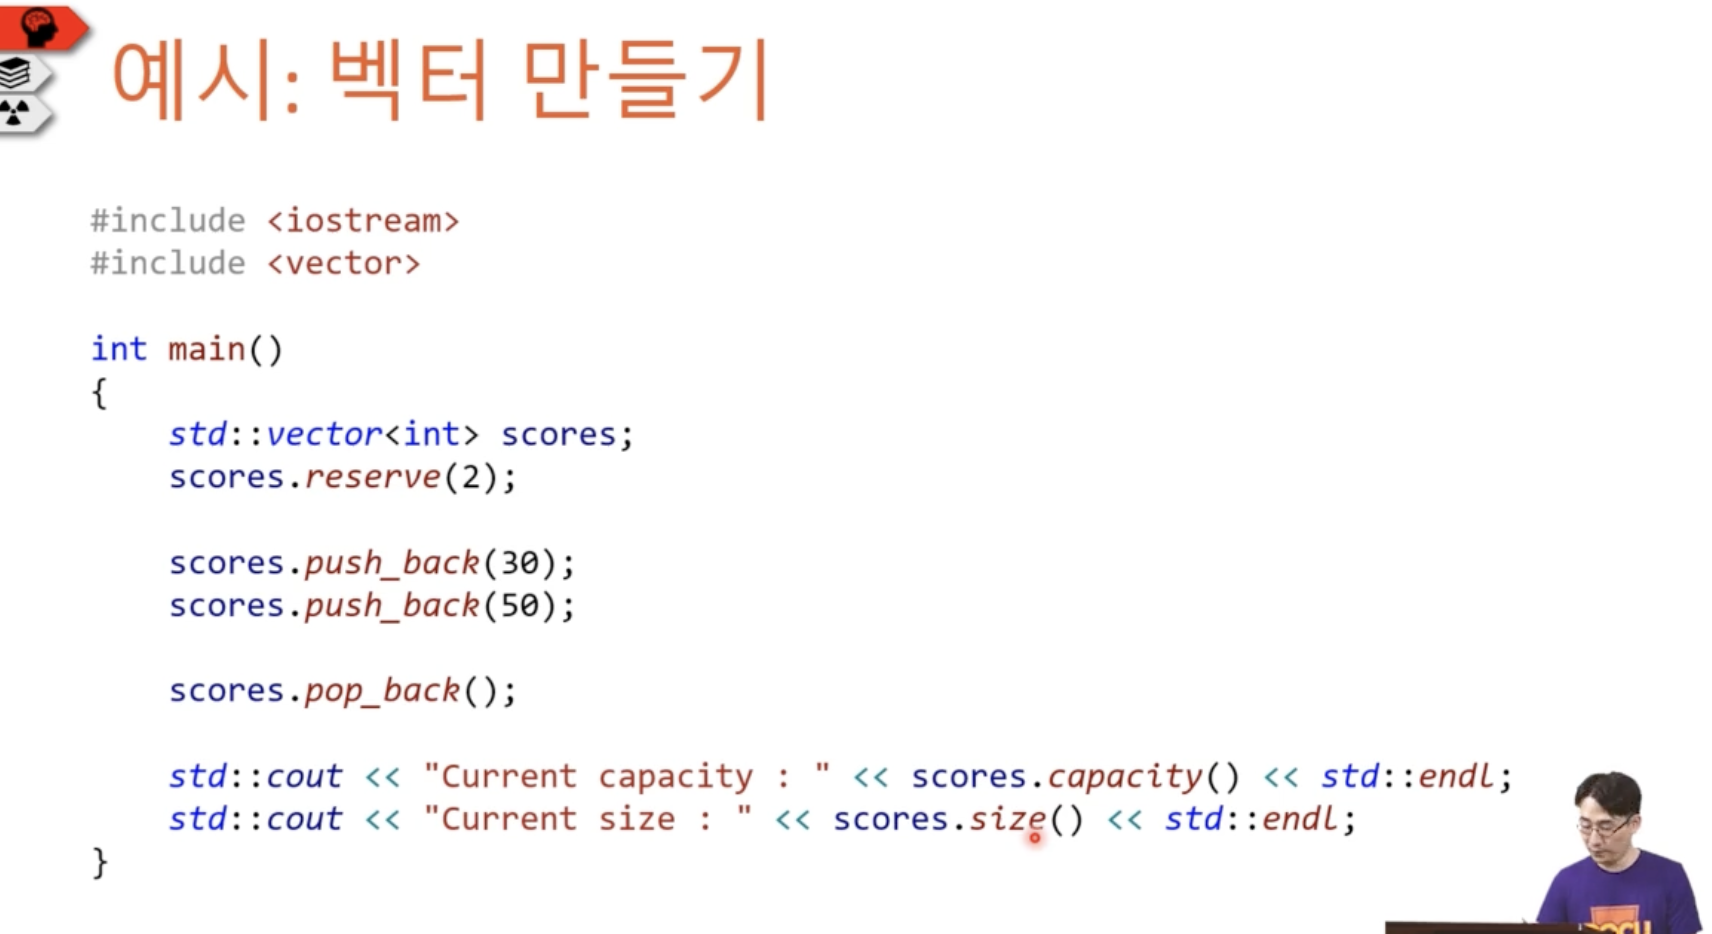 예시: 벡터 만들기
#include <iostream>
#include <vector>
int main()
{
    std::vector<int> scores;
    scores.reserve(2);
    scores.push_back(30);
    scores.push_back(50);
    scores.pop_back();
    std::cout << "Current capacity : " << scores.capacity() << std::endl;
    std::cout << "Current size : " << scores.size() << std::endl;
}